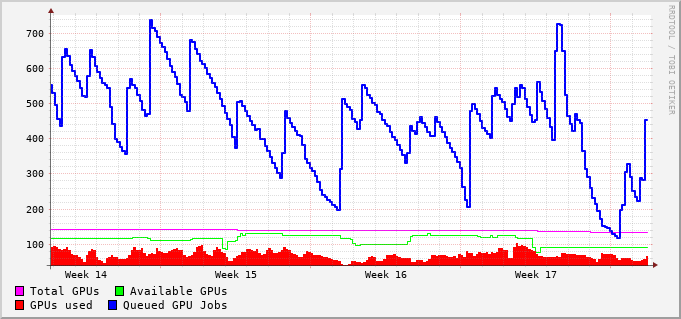 700
600
500
400
300
200
100
Week 14 Week 15 Week 16 Week 17
Total GPUs Available GPUs
GPUs used Queued GPU Jobs
RRDTOOL / TOBI OETIKER